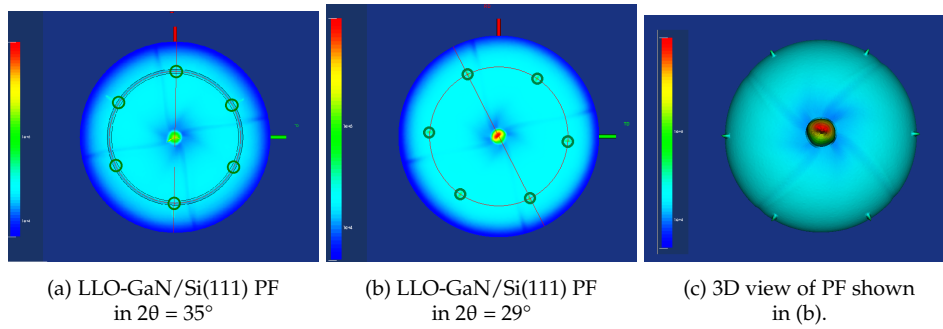 (a) LLO-GaN/Si(111) PF
in 2θ = 35°
(b) LLO-GaN/Si(111) PF
in 2θ = 29°
(c) 3D view of PF shown
in (b).